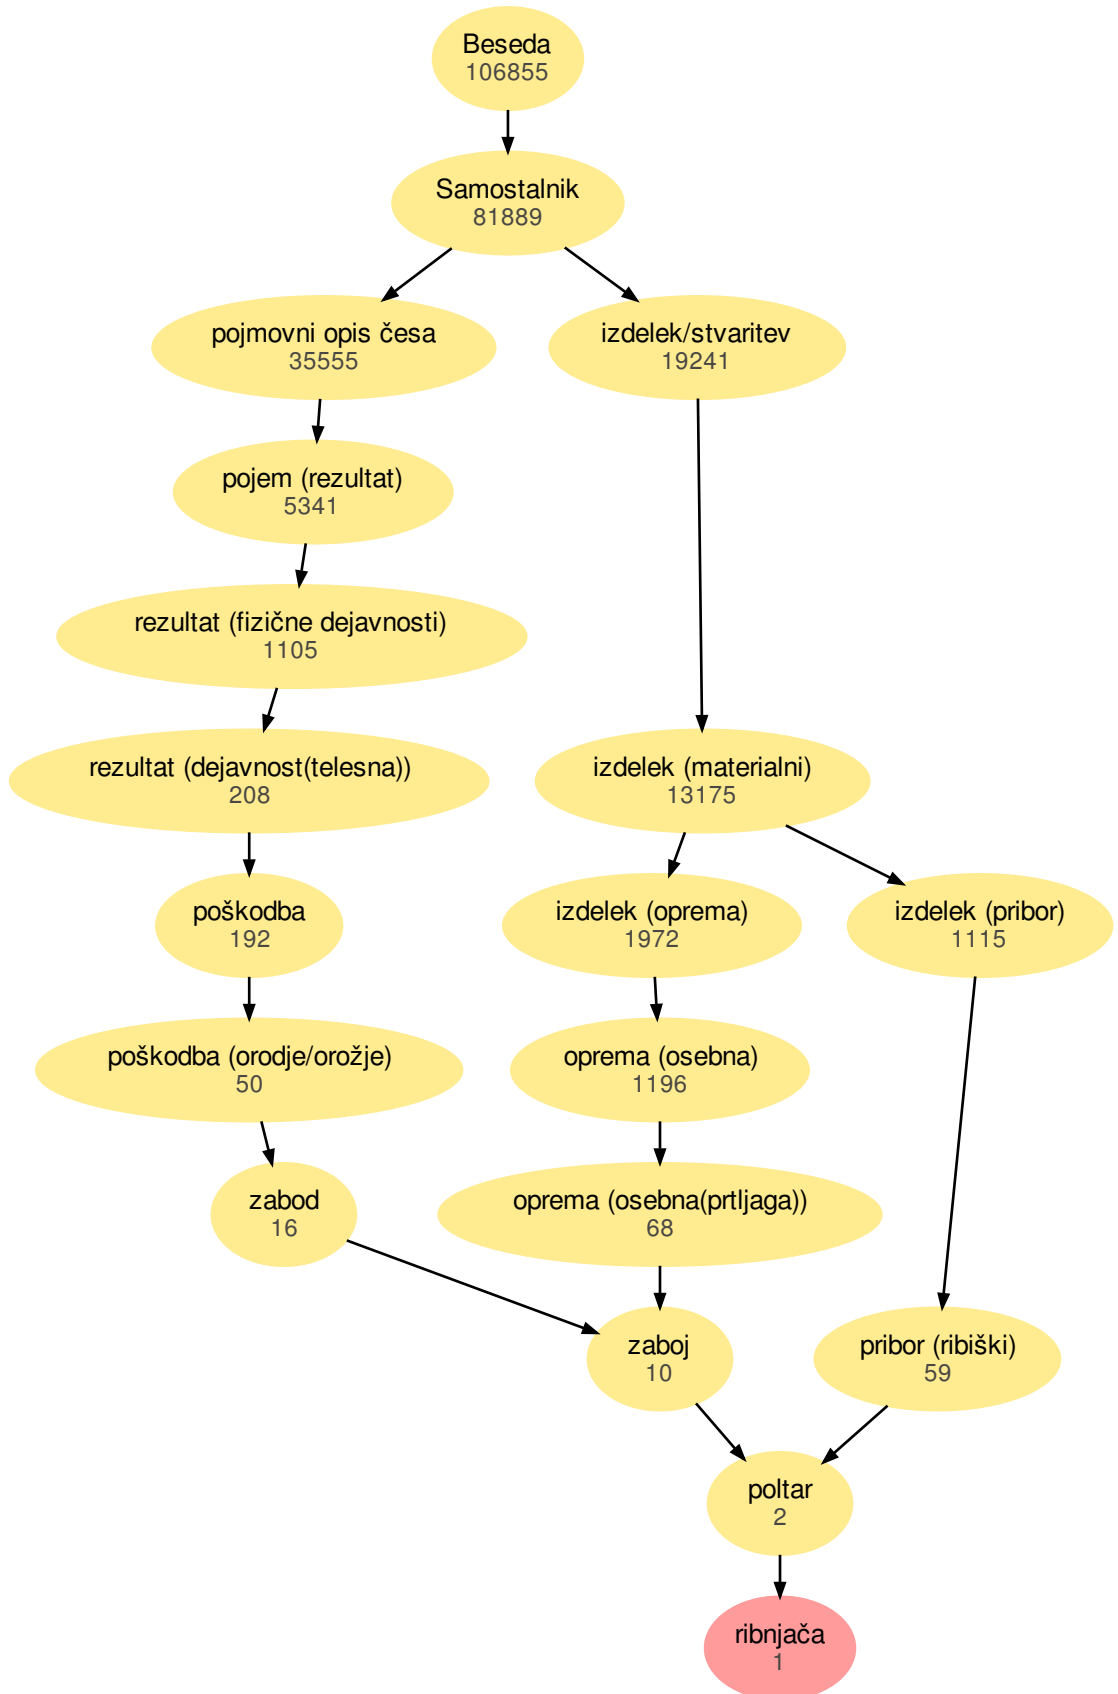 Beseda
106855
Samostalnik
81889
pojmovni opis česa
35555
izdelek/stvaritev
19241
pojem (rezultat)
5341
rezultat (fizične dejavnosti)
1105
rezultat (dejavnost(telesna))
208
izdelek (materialni)
13175
poškodba
192
izdelek (oprema)
1972
izdelek (pribor)
1115
poškodba (orodje/orožje)
50
oprema (osebna)
1196
zabod
16
oprema (osebna(prtljaga))
68
zaboj
10
pribor (ribiški)
59
poltar
2
ribnjača
1